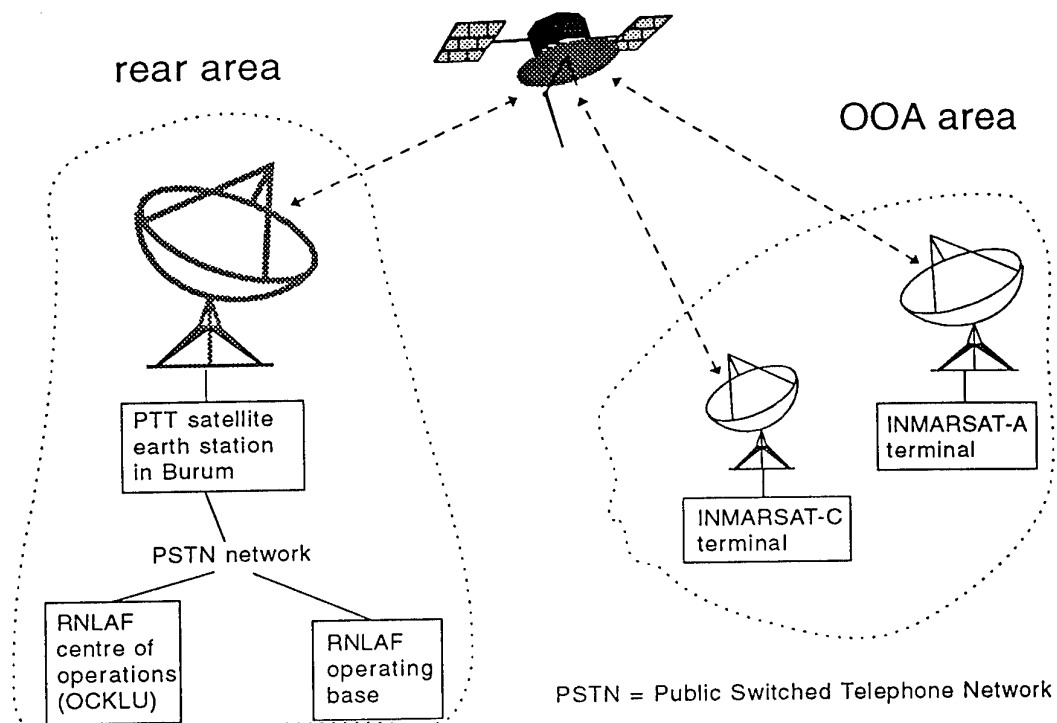 rear area
OOA area
PTT satellite
earth station
in Burum
INMARSAT-A
terminal
INMARSAT-C
terminal
PSTN network
RNLAF
centre of
operations
(OCKLU)
RNLAF
operating
base
PSTN = Public Switched Telephone Network